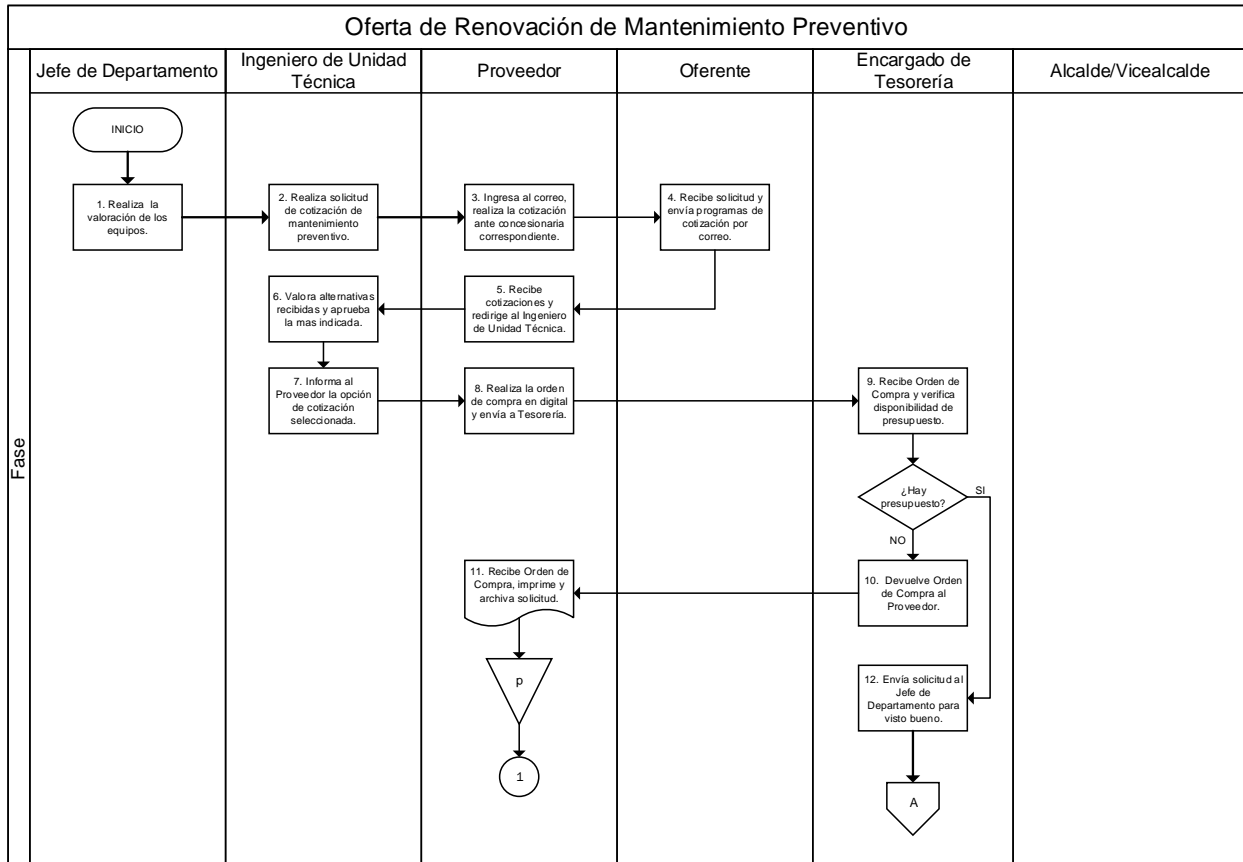 Oferta de Renovación de Mantenimiento Preventivo
Fase
Jefe de Departamento
Ingeniero de Unidad
Técnica
Proveedor
Oferente
Encargado de
Tesorería
Alcalde/Vicealcalde
INICIO
1. Realiza la
valoración de los
equipos.
2. Realiza solicitud
de cotización de
mantenimiento
preventivo.
3. Ingresa al correo,
realiza la cotización
ante concesionaria
correspondiente.
4. Recibe solicitud y
envía programas de
cotización por
correo.
5. Recibe
cotizaciones y
redirige al Ingeniero
de Unidad Técnica.
6. Valora alternativas
recibidas y aprueba
la mas indicada.
7. Informa al
Proveedor la opción
de cotización
seleccionada.
8. Realiza la orden
de compra en digital
y envía a Tesorería.
9. Recibe Orden de
Compra y verifica
disponibilidad de
presupuesto.
¿Hay
presupuesto?
SI
NO
10. Devuelve Orden
de Compra al
Proveedor.
11. Recibe Orden de
Compra, imprime y
archiva solicitud.
p
1
12. Envía solicitud al
Jefe de
Departamento para
visto bueno.
A